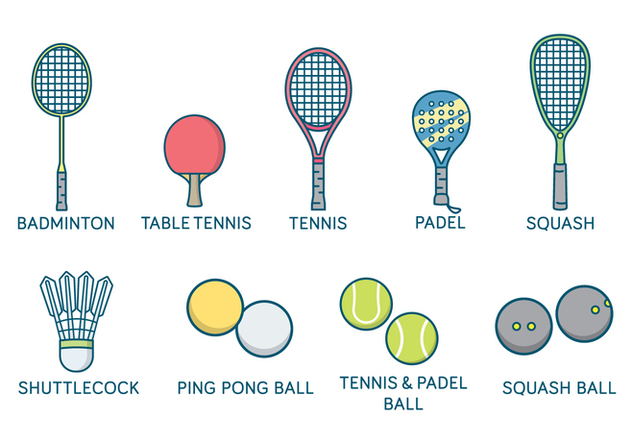 BADMINTON
TABLE TENNIS
TENNIS
PADEL
SQUASH
SHUTTLECOCK
PING PONG BALL
TENNIS & PADEL
BALL
SQUASH BALL